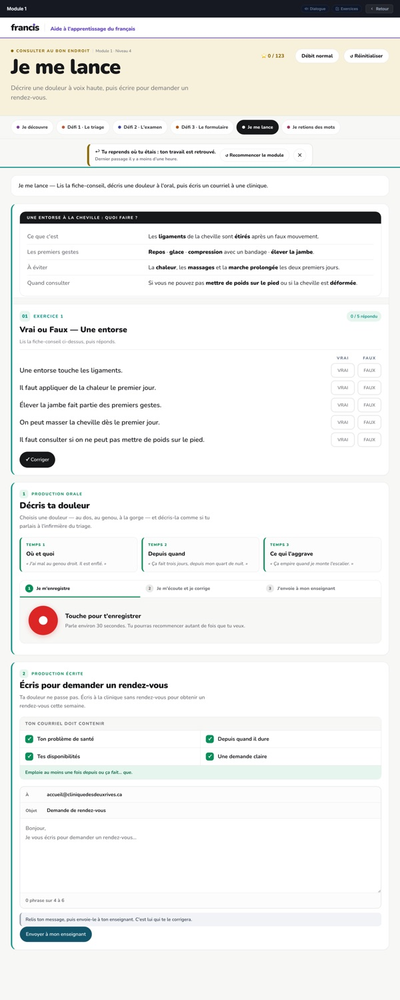 Module 1
Dialogue
Exercices
Retour
francis
Aide à l'apprentissage du français
CONSULTER AU BON ENDROIT
Module 1 · Niveau 4
Je me lance
Décrire une douleur à voix haute, puis écrire pour demander un
rendez-vous.
0 / 123
Débit normal
↺ Réinitialiser
Je découvre
Défi 1 · Le triage
Défi 2 · L'examen
Défi 3 · Le formulaire
Je me lance
Je retiens des mots
↩ Tu reprends où tu étais : ton travail est retrouvé.
Dernier passage il y a moins d'une heure.
↺ Recommencer le module
✕
Je me lance — Lis la fiche-conseil, décris une douleur à l'oral, puis écris un courriel à une clinique.
UNE ENTORSE À LA CHEVILLE : QUOI FAIRE ?
Ce que c'est
Les ligaments de la cheville sont étirés après un faux mouvement.
Les premiers gestes
Repos · glace · compression avec un bandage · élever la jambe.
À éviter
La chaleur, les massages et la marche prolongée les deux premiers jours.
Quand consulter
Si vous ne pouvez pas mettre de poids sur le pied ou si la cheville est déformée.
01 EXERCICE 1
0 / 5 répondu
Vrai ou Faux — Une entorse
Lis la fiche-conseil ci-dessus, puis réponds.
VRAI FAUX
Une entorse touche les ligaments.
VRAI FAUX
Il faut appliquer de la chaleur le premier jour.
VRAI FAUX
Élever la jambe fait partie des premiers gestes.
VRAI FAUX
On peut masser la cheville dès le premier jour.
VRAI FAUX
Il faut consulter si on ne peut pas mettre de poids sur le pied.
VRAI FAUX
✓ Corriger
1 PRODUCTION ORALE
Décris ta douleur
Choisis une douleur — au dos, au genou, à la gorge — et décris-la comme si tu
parlais à l'infirmière du triage.
TEMPS 1
Où et quoi
« J'ai mal au genou droit. Il est enflé. »
TEMPS 2
Depuis quand
« Ça fait trois jours, depuis mon quart de nuit. »
TEMPS 3
Ce qui l'aggrave
« Ça empire quand je monte l'escalier. »
1 Je m'enregistre
2 Je m'écoute et je corrige
3 J'envoie à mon enseignant
Touche pour t'enregistrer
Parle environ 30 secondes. Tu pourras recommencer autant de fois que tu veux.
2 PRODUCTION ÉCRITE
Écris pour demander un rendez-vous
Ta douleur ne passe pas. Écris à la clinique sans rendez-vous pour obtenir un
rendez-vous cette semaine.
TON COURRIEL DOIT CONTENIR
Ton problème de santé
Depuis quand il dure
Tes disponibilités
Une demande claire
Emploie au moins une fois depuis ou ça fait… que.
À accueil@cliniquedesdeuxrives.ca
Objet Demande de rendez-vous
Bonjour,
Je vous écris pour demander un rendez-vous…
0 phrase sur 4 à 6
Relis ton message, puis envoie-le à ton enseignant. C'est lui qui te le corrigera.
Envoyer à mon enseignant